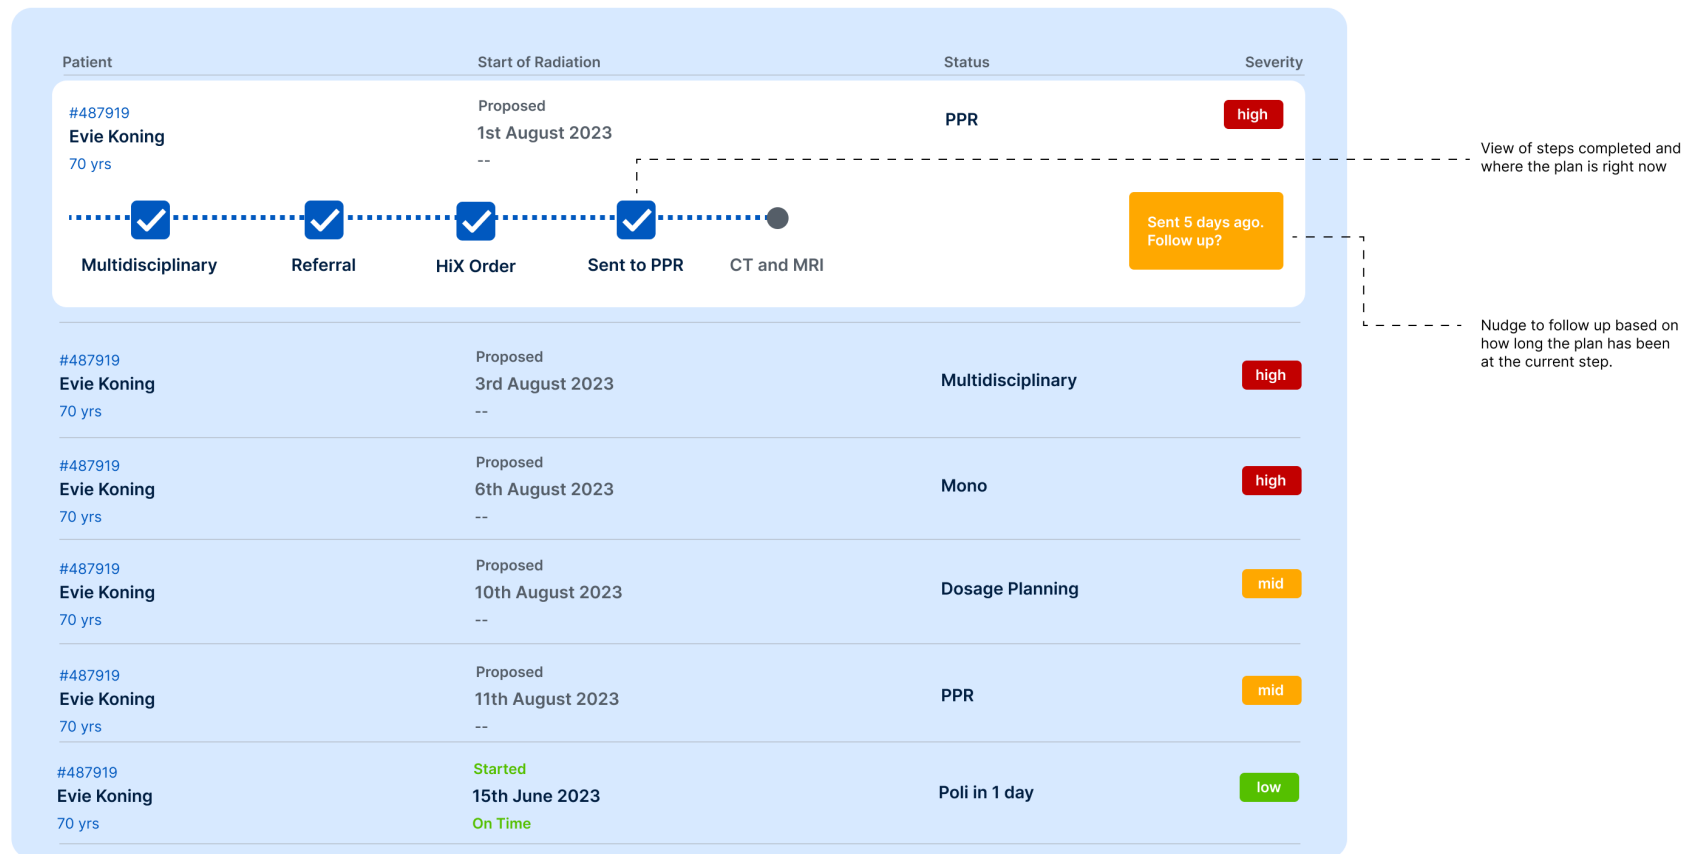 Patient Start of Radiation Status Severity
#487919
Evie Koning
70 yrs
Proposed
1st August 2023
--
PPR
high
Multidisciplinary
Referral
HiX Order
Sent to PPR
CT and MRI
Sent 5 days ago.
Follow up?
View of steps completed and
where the plan is right now
Nudge to follow up based on
how long the plan has been
at the current step.
#487919
Evie Koning
70 yrs
Proposed
3rd August 2023
--
Multidisciplinary
high
#487919
Evie Koning
70 yrs
Proposed
6th August 2023
--
Mono
high
#487919
Evie Koning
70 yrs
Proposed
10th August 2023
--
Dosage Planning
mid
#487919
Evie Koning
70 yrs
Proposed
11th August 2023
--
PPR
mid
#487919
Evie Koning
70 yrs
Started
15th June 2023
On Time
Poli in 1 day
low